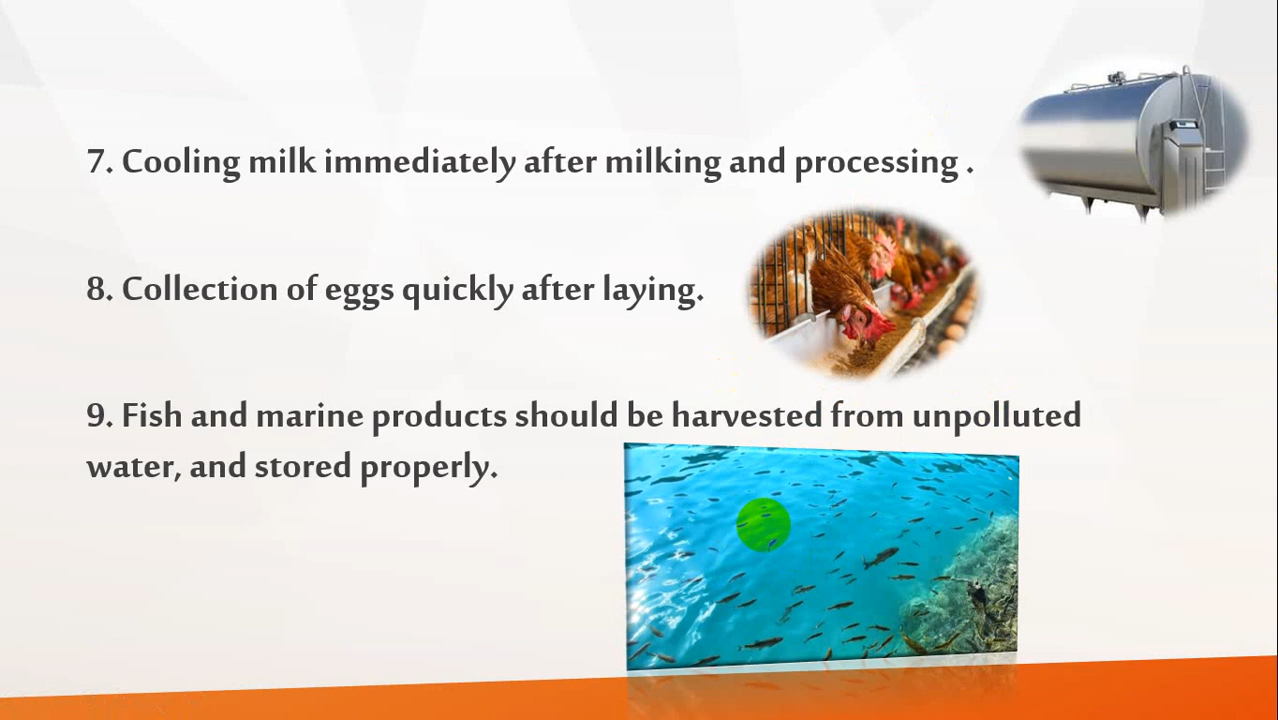 7. Cooling milk immediately after milking and processing .
8. Collection of eggs quickly after laying.
9. Fish and marine products should be harvested from unpolluted
water, and stored properly.